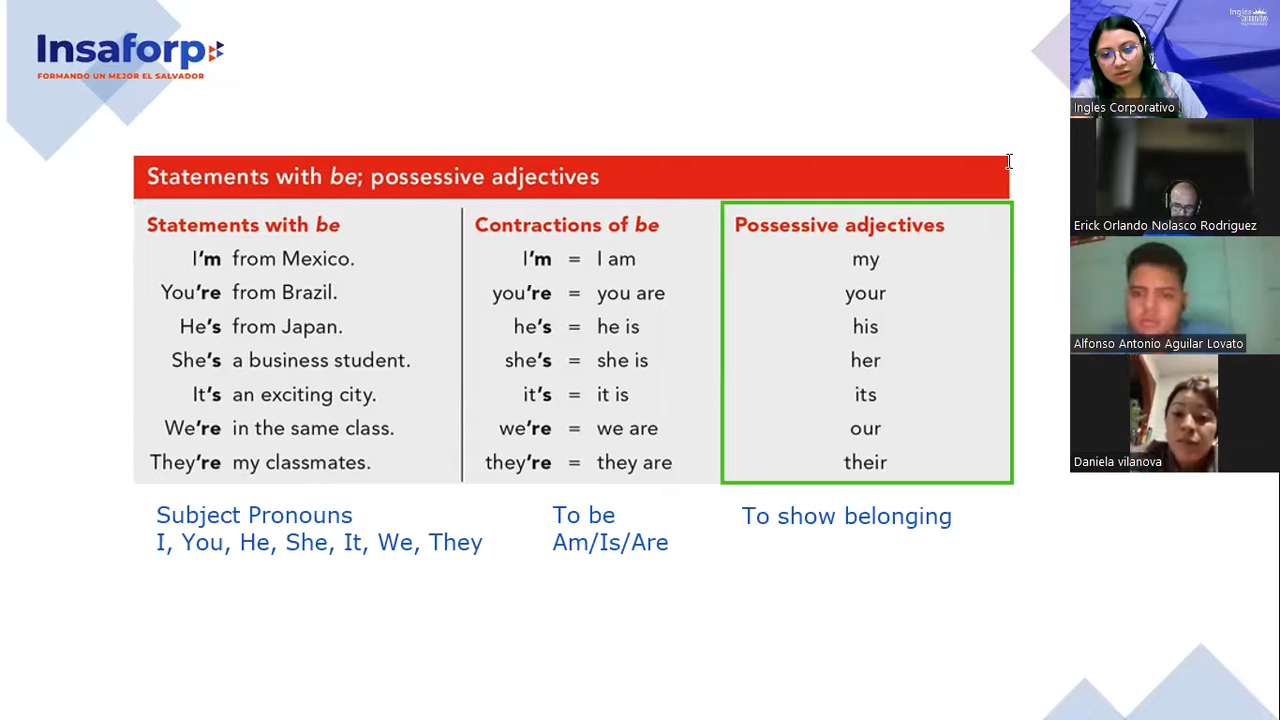 Insaforp
FORMANDO UN MEJOR EL SALVADOR
Statements with be; possessive adjectives
Statements with be
I'm from Mexico.
You're from Brazil.
He's from Japan.
She's a business student.
It's an exciting city.
We're in the same class.
They're my classmates.
Contractions of be
I'm = I am
you're = you are
he's = he is
she's = she is
it's = it is
we're = we are
they're = they are
Possessive adjectives
my
your
his
her
its
our
their
Subject Pronouns
I, You, He, She, It, We, They
To be
Am/Is/Are
To show belonging
Ingles Corporativo
Erick Orlando Nolasco Rodriguez
Alfonso Antonio Aguilar Lovato
Daniela vilanova